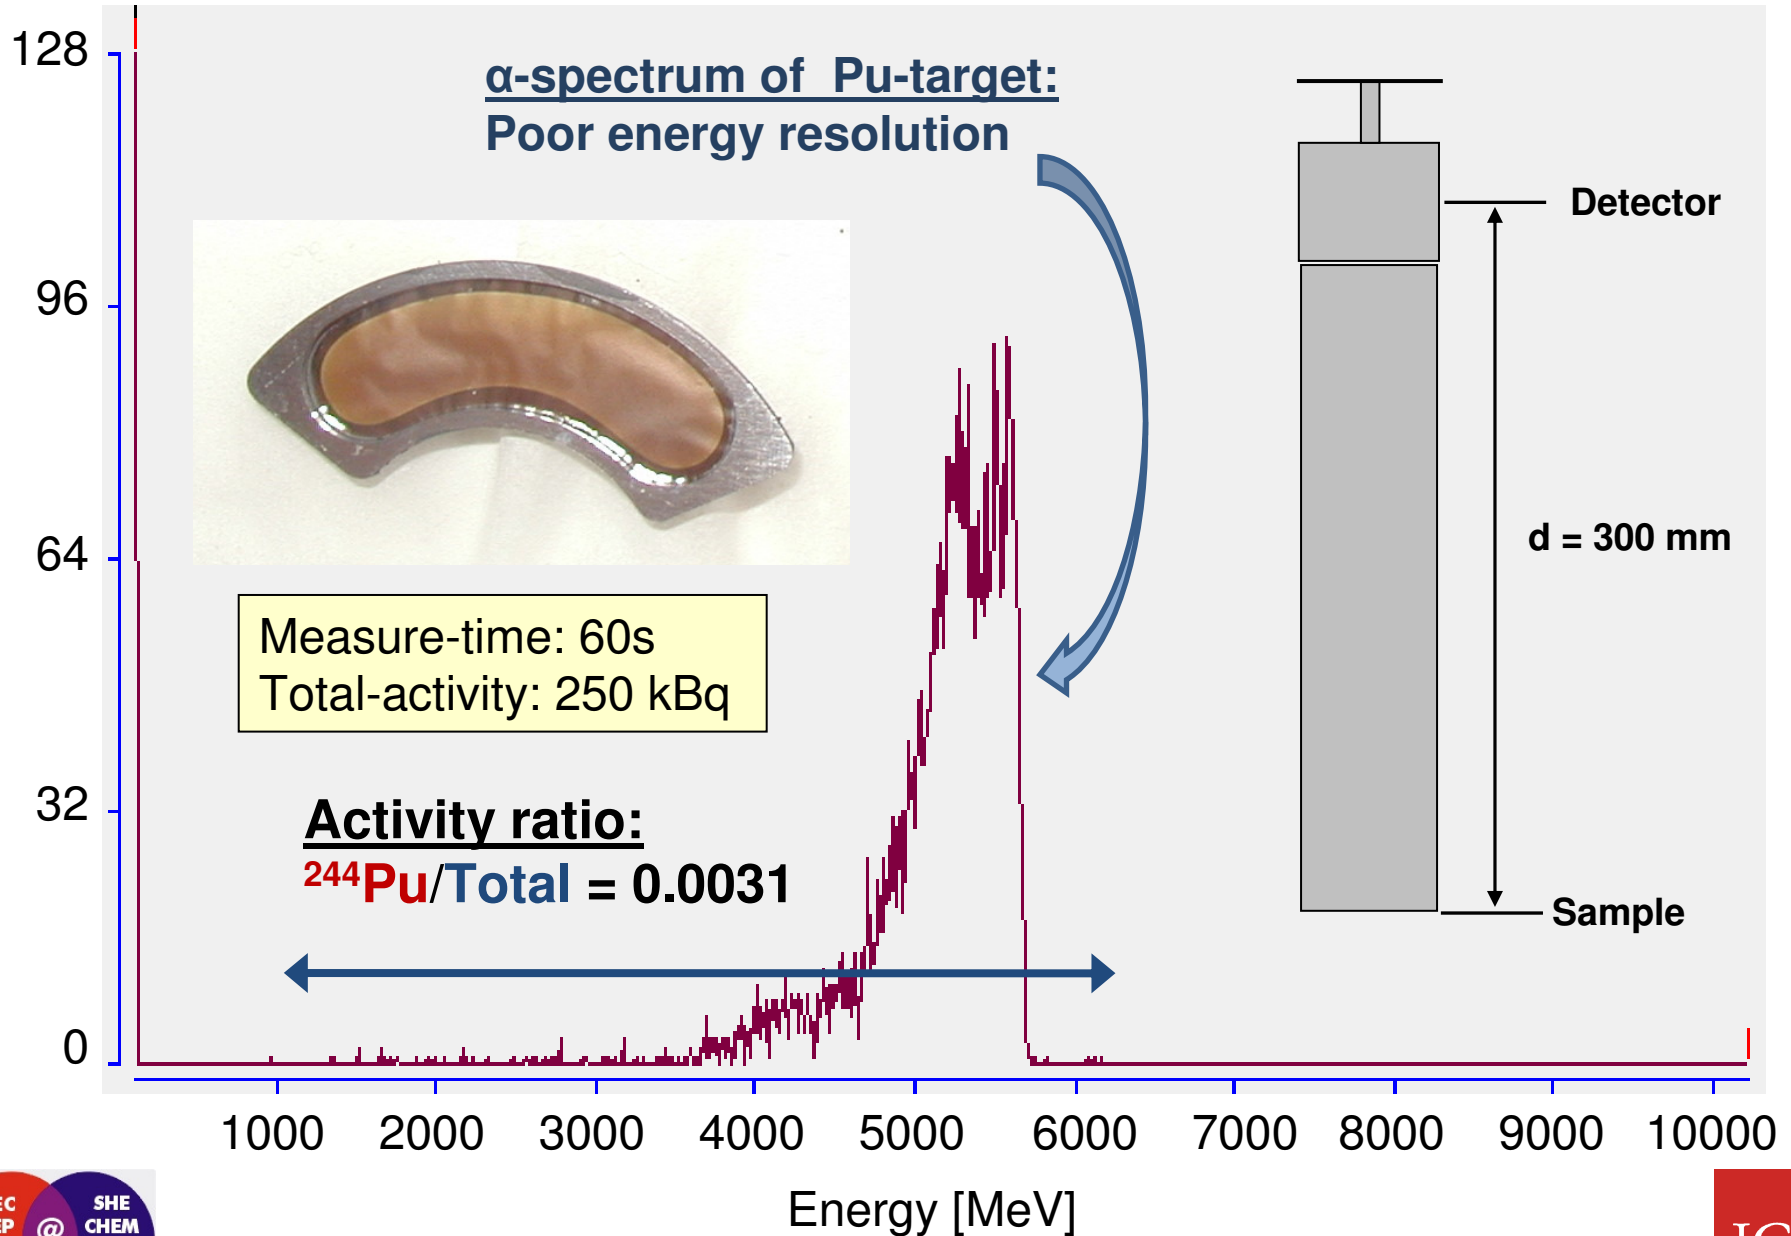 α-spectrum of Pu-target:
Poor energy resolution
128
96
64
32
0
Detector
d = 300 mm
Sample
Measure-time: 60s
Total-activity: 250 kBq
Activity ratio:
²⁴⁴Pu/Total = 0.0031
1000 2000 3000 4000 5000 6000 7000 8000 9000 10000
Energy [MeV]
SHE
@ CHEM